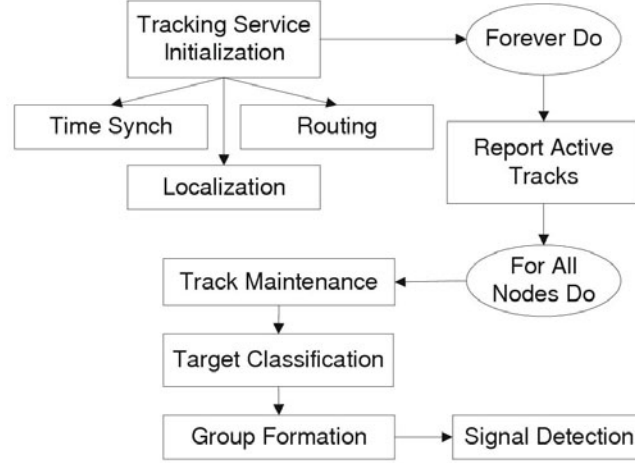 Tracking Service
Initialization
Forever Do
Time Synch
Routing
Localization
Report Active
Tracks
For All
Nodes Do
Track Maintenance
Target Classification
Group Formation
Signal Detection